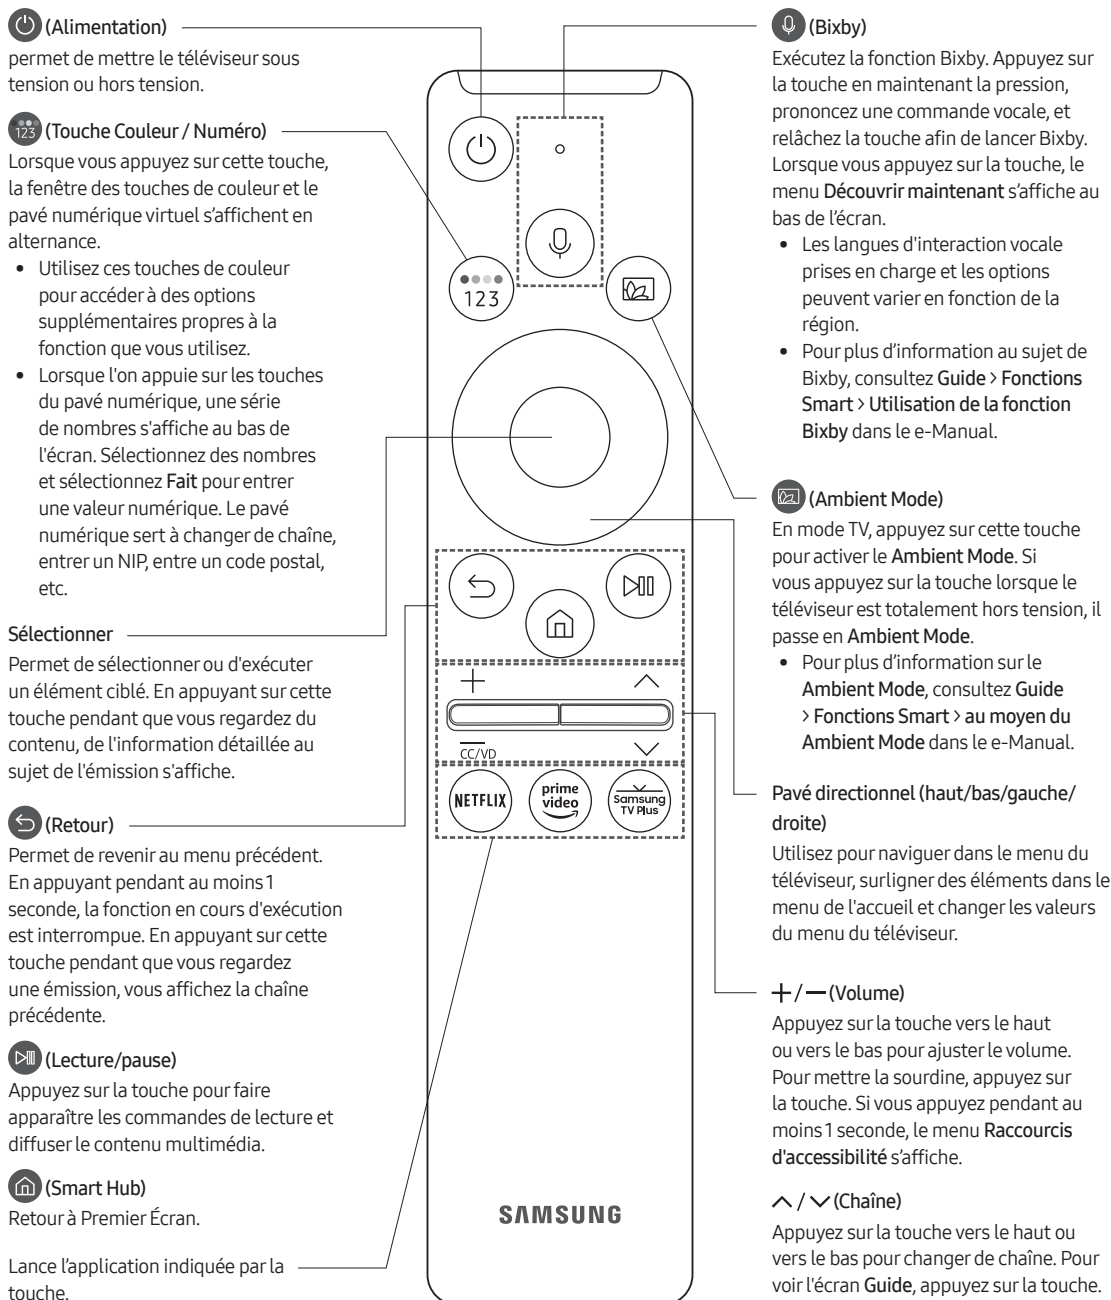 (Alimentation)
permet de mettre le téléviseur sous
tension ou hors tension.
123 (Touche Couleur / Numéro)
Lorsque vous appuyez sur cette touche,
la fenêtre des touches de couleur et le
pavé numérique virtuel s’affichent en
alternance.
• Utilisez ces touches de couleur
pour accéder à des options
supplémentaires propres à la
fonction que vous utilisez.
• Lorsque l'on appuie sur les touches
du pavé numérique, une série
de nombres s'affiche au bas de
l'écran. Sélectionnez des nombres
et sélectionnez Fait pour entrer
une valeur numérique. Le pavé
numérique sert à changer de chaîne,
entrer un NIP, entre un code postal,
etc.
Sélectionner
Permet de sélectionner ou d'exécuter
un élément ciblé. En appuyant sur cette
touche pendant que vous regardez du
contenu, de l'information détaillée au
sujet de l'émission s'affiche.
(Retour)
Permet de revenir au menu précédent.
En appuyant pendant au moins 1
seconde, la fonction en cours d'exécution
est interrompue. En appuyant sur cette
touche pendant que vous regardez
une émission, vous affichez la chaîne
précédente.
(Lecture/pause)
Appuyez sur la touche pour faire
apparaître les commandes de lecture et
diffuser le contenu multimédia.
(Smart Hub)
Retour à Premier Écran.
Lance l’application indiquée par la
touche.
123
+
CC/VD
NETFLIX
prime
video
Samsung
TV Plus
SAMSUNG
(Bixby)
Exécutez la fonction Bixby. Appuyez sur
la touche en maintenant la pression,
prononcez une commande vocale, et
relâchez la touche afin de lancer Bixby.
Lorsque vous appuyez sur la touche, le
menu Découvrir maintenant s’affiche au
bas de l’écran.
• Les langues d'interaction vocale
prises en charge et les options
peuvent varier en fonction de la
région.
• Pour plus d’information au sujet de
Bixby, consultez Guide > Fonctions
Smart > Utilisation de la fonction
Bixby dans le e-Manual.
(Ambient Mode)
En mode TV, appuyez sur cette touche
pour activer le Ambient Mode. Si
vous appuyez sur la touche lorsque le
téléviseur est totalement hors tension, il
passe en Ambient Mode.
• Pour plus d’information sur le
Ambient Mode, consultez Guide
> Fonctions Smart > au moyen du
Ambient Mode dans le e-Manual.
Pavé directionnel (haut/bas/gauche/
droite)
Utilisez pour naviguer dans le menu du
téléviseur, surligner des éléments dans le
menu de l'accueil et changer les valeurs
du menu du téléviseur.
+ / — (Volume)
Appuyez sur la touche vers le haut
ou vers le bas pour ajuster le volume.
Pour mettre la sourdine, appuyez sur
la touche. Si vous appuyez pendant au
moins 1 seconde, le menu Raccourcis
d'accessibilité s’affiche.
/ (Chaîne)
Appuyez sur la touche vers le haut ou
vers le bas pour changer de chaîne. Pour
voir l'écran Guide, appuyez sur la touche.